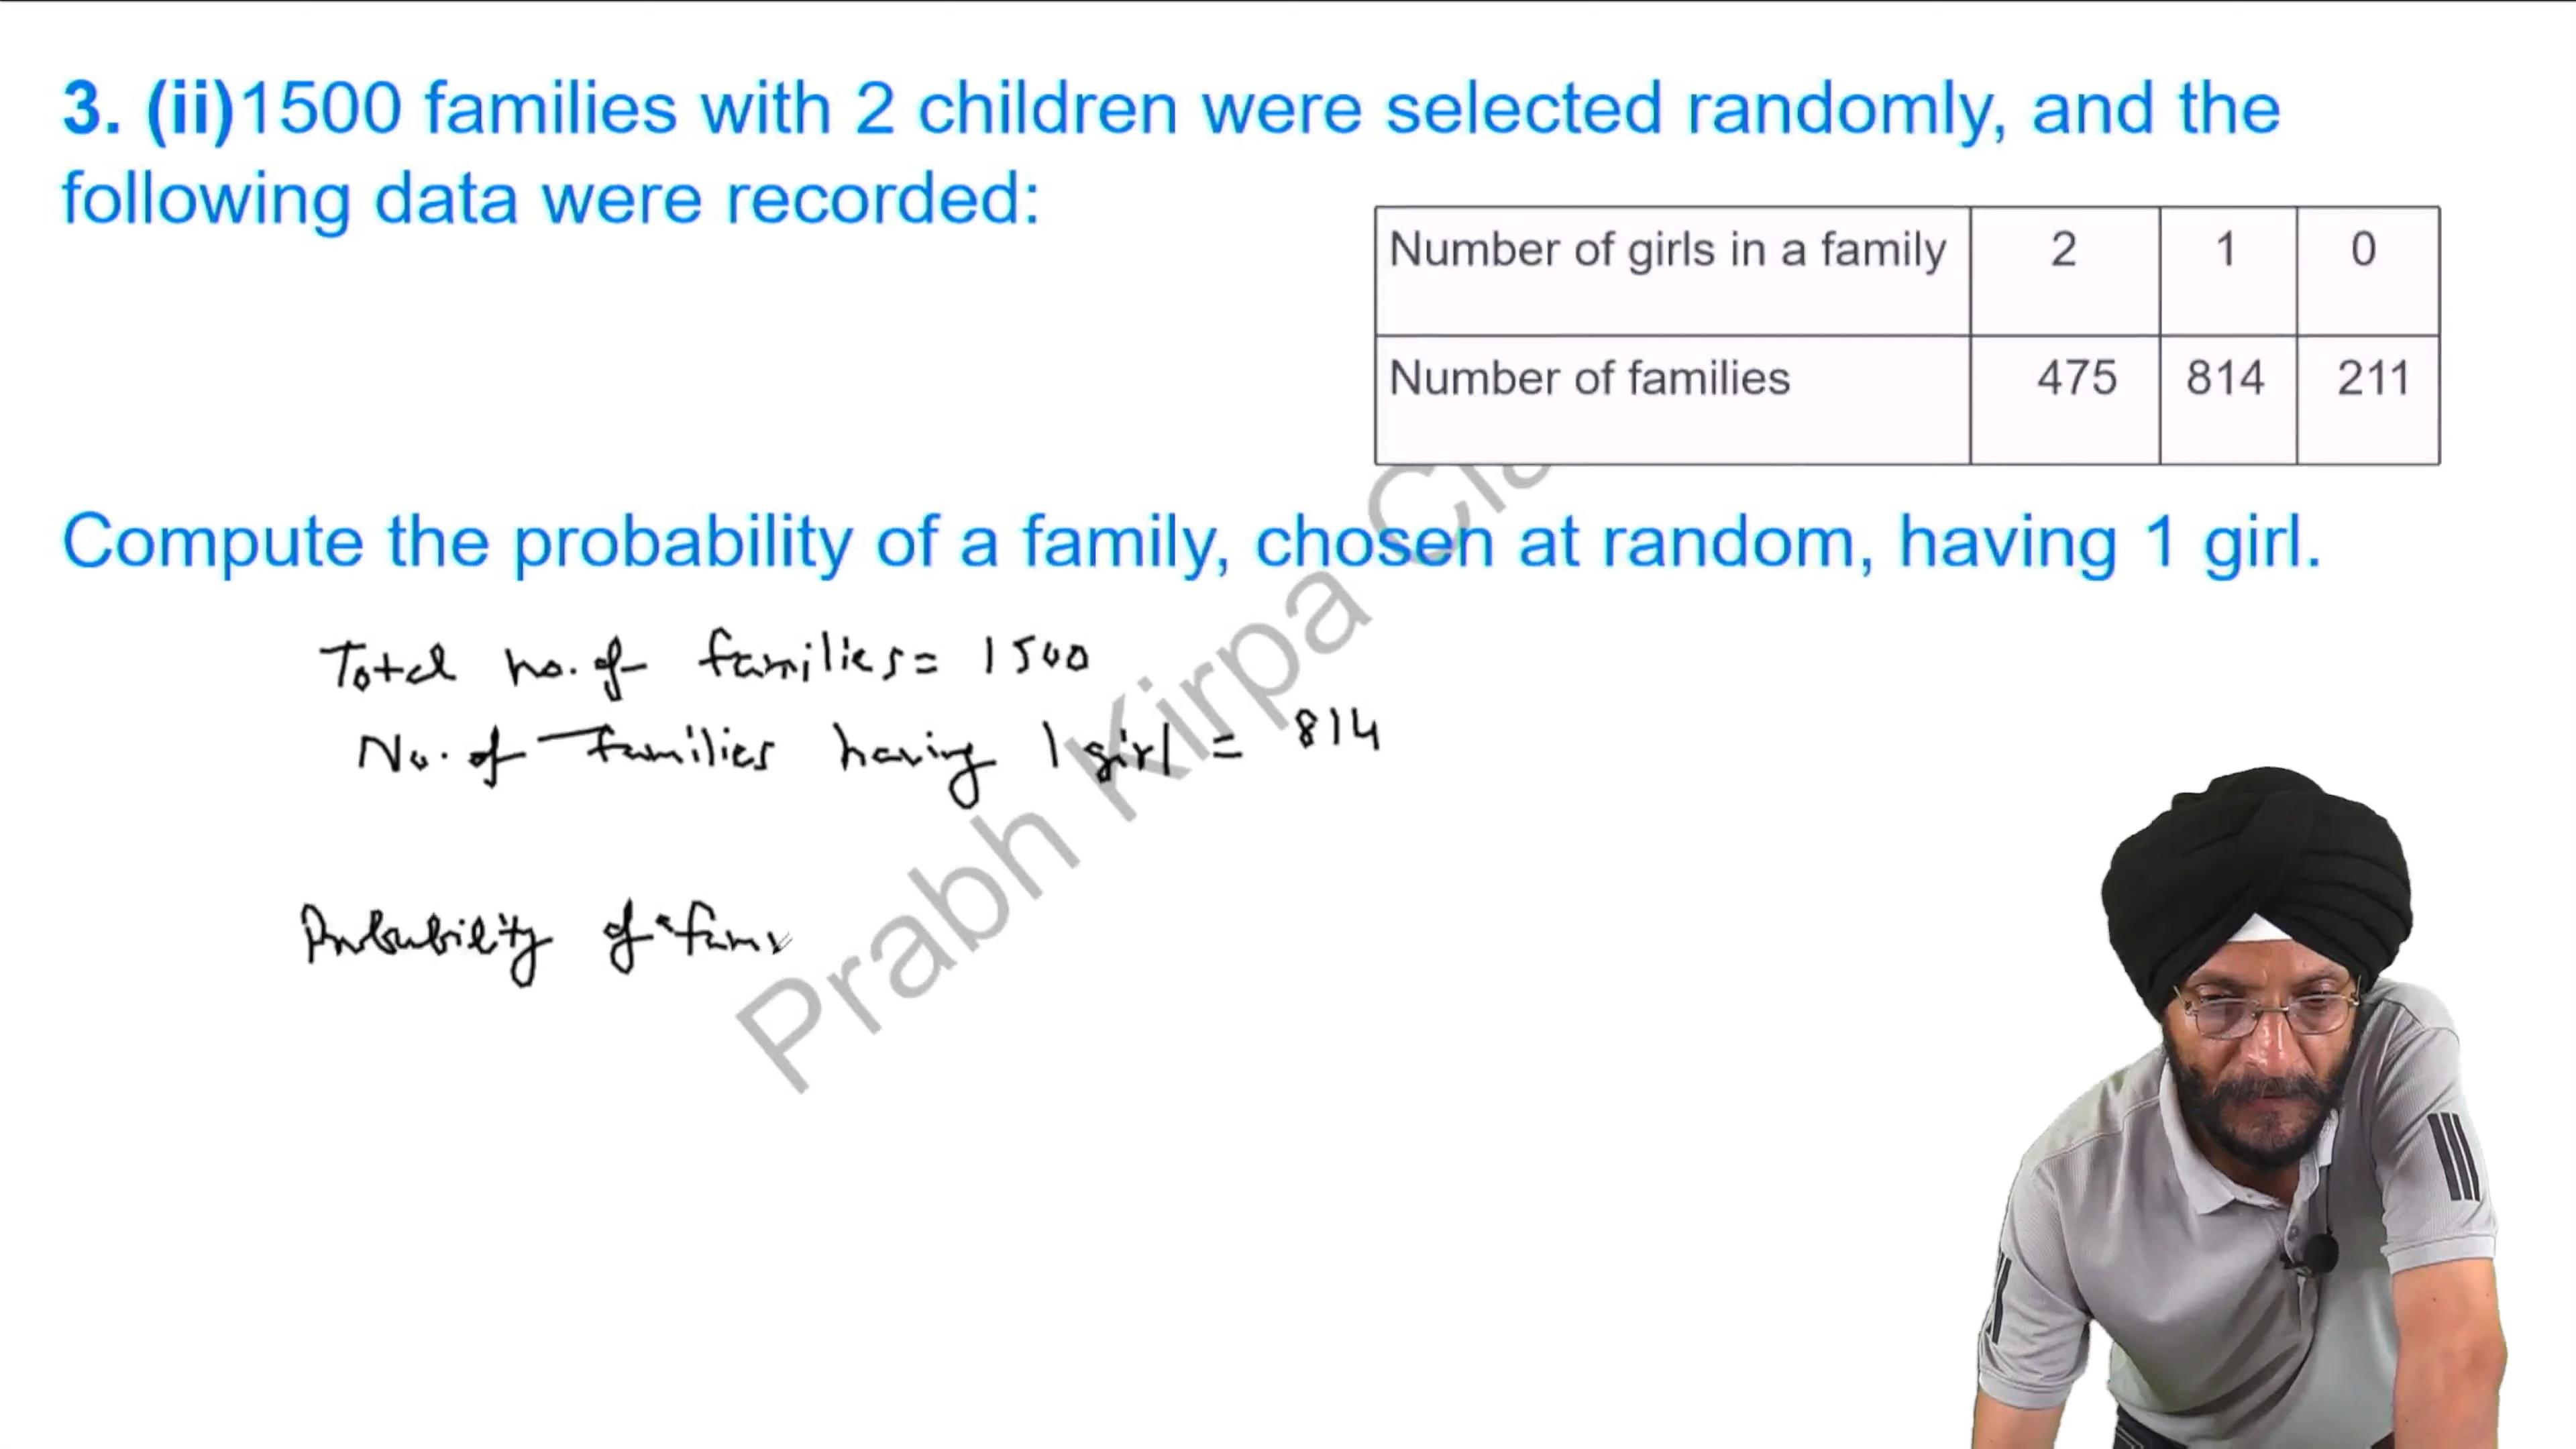 3. (ii)1500 families with 2 children were selected randomly, and the
following data were recorded:
Number of girls in a family 2 1 0
Number of families 475 814 211
Compute the probability of a family, chosen at random, having 1 girl.
Total no. of families = 1500
No. of families having 1 girl = 814
Probability of fami
Prabh Kirpa Cla